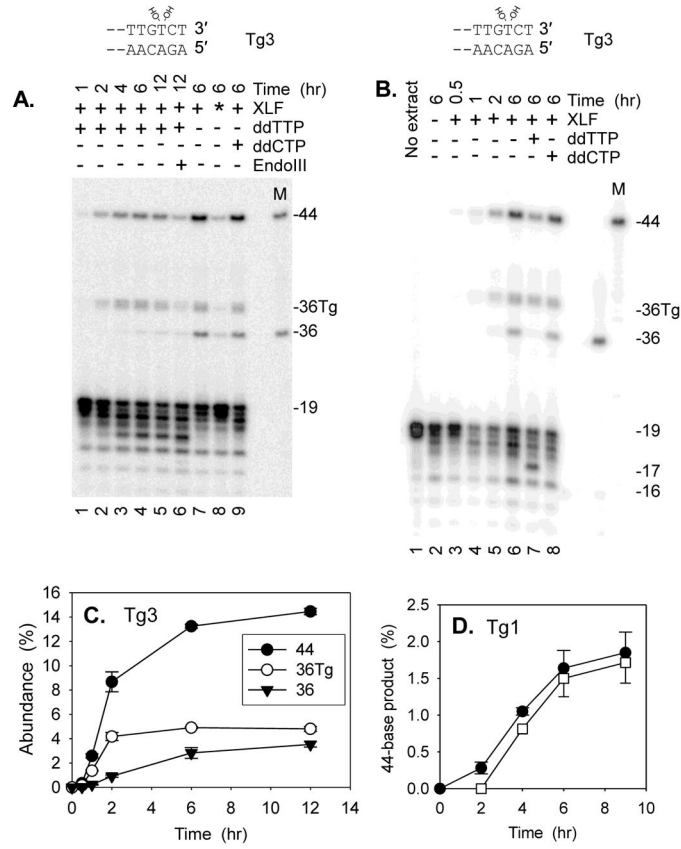 HO OH
--TTGTCT 3′
--AACAGA 5′
Tg3
HO OH
--TTGTCT 3′
--AACAGA 5′
Tg3
A.
1 2 4 6 12 12 6 6 6 Time (hr)
+ + + + + + + * + XLF
+ + + + + + - - - ddTTP
- - - - - - - - + ddCTP
- - - - - + - - - EndoIII
M
-44
-36Tg
-36
-19
1 2 3 4 5 6 7 8 9
B.
No extract
6 0.5 1 2 6 6 6 Time (hr)
- + + + + + + XLF
- - - - - + - ddTTP
- - - - - - + ddCTP
M
-44
-36Tg
-36
-19
-17
-16
1 2 3 4 5 6 7 8
C. Tg3
Abundance (%)
16
14
12
10
8
6
4
2
0
44
36Tg
36
0 2 4 6 8 10 12 14
Time (hr)
D. Tg1
44-base product (%)
2.5
2.0
1.5
1.0
0.5
0.0
0 2 4 6 8 10
Time (hr)